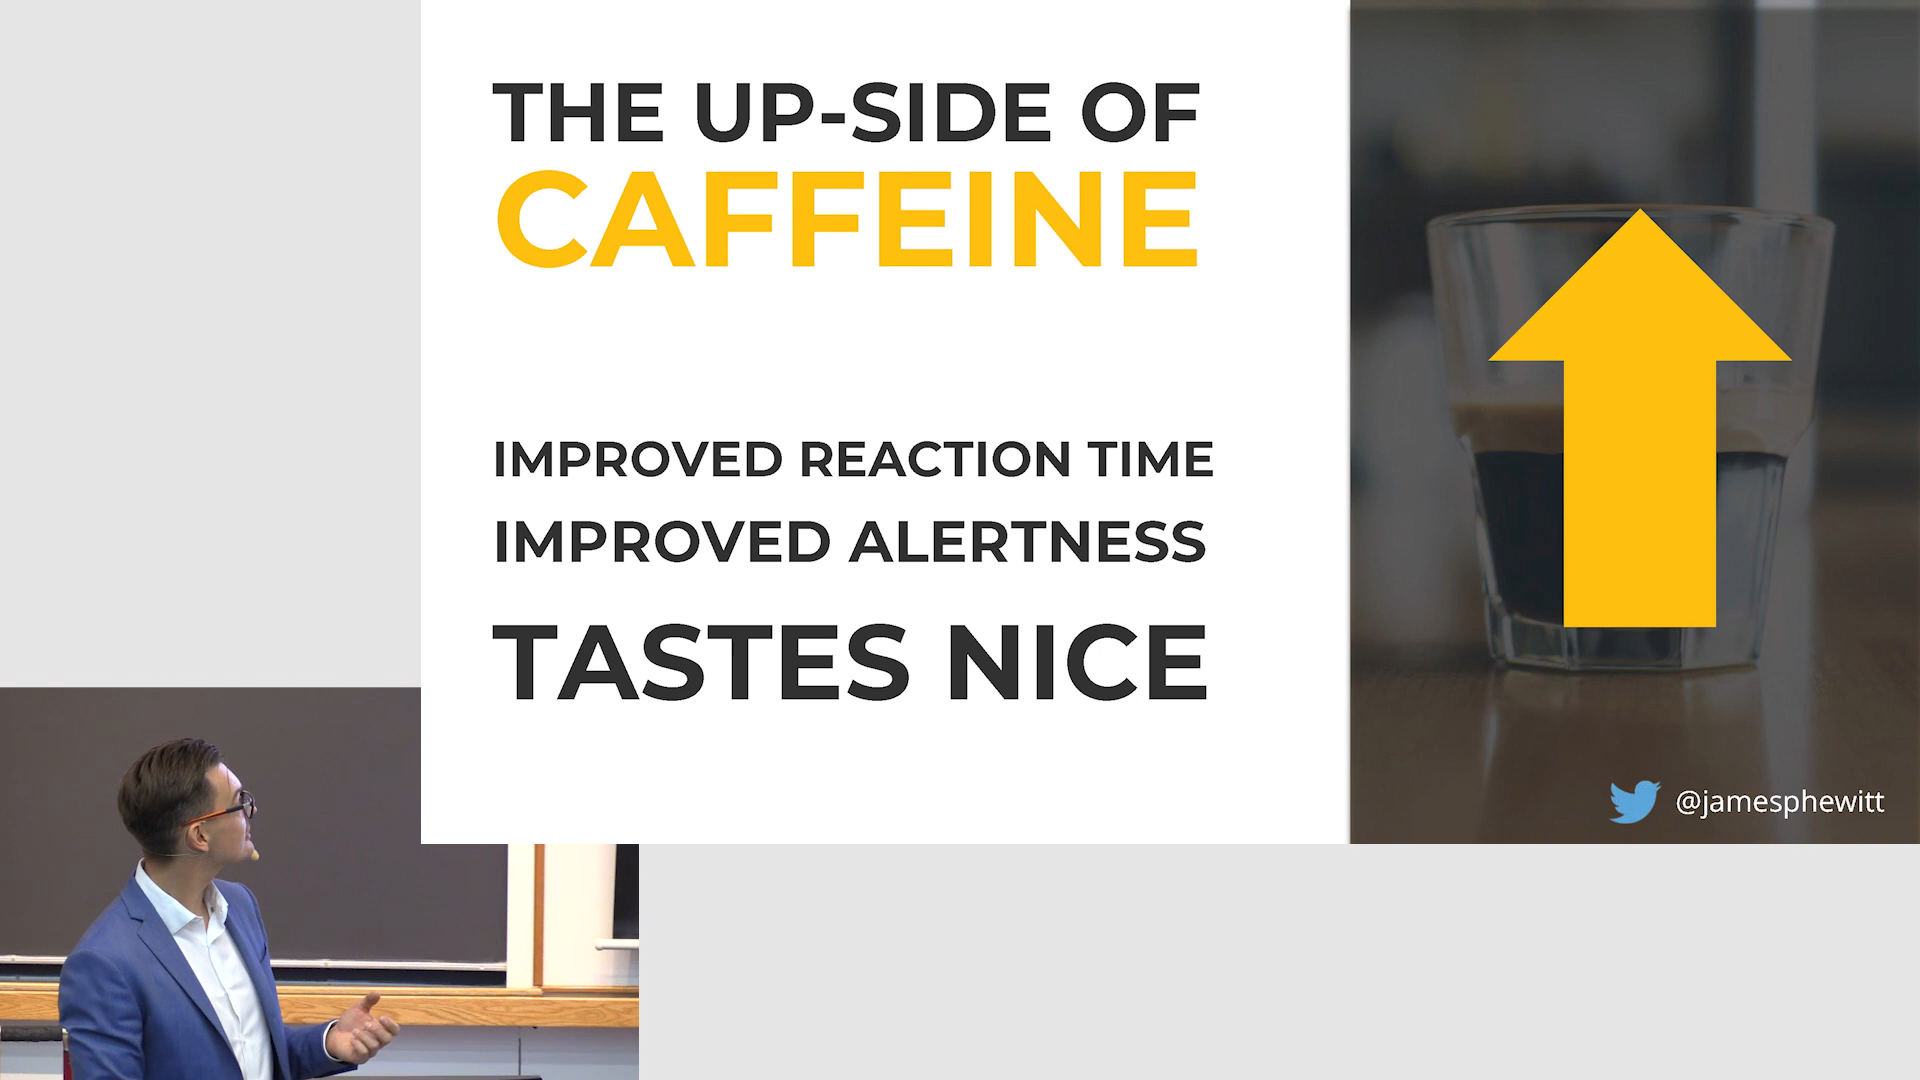 THE UP-SIDE OF
CAFFEINE
IMPROVED REACTION TIME
IMPROVED ALERTNESS
TASTES NICE
@jamesphewitt